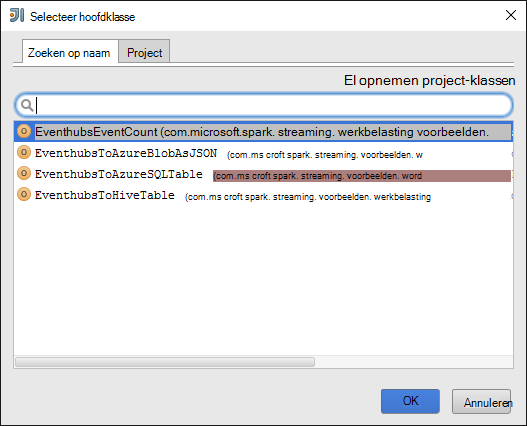 Selecteer hoofdklasse
Zoeken op naam
Project
EI opnemen project-klassen
EventhubsEventCount (com.microsoft.spark. streaming. werkbelasting voorbeelden.
EventhubsToAzureBlobAsJSON (com.ms croft spark. streaming. voorbeelden. w
EventhubsToAzureSQLTable (com.ms croft spark. streaming. voorbeelden. word
EventhubsToHiveTable (com.ms croft spark. streaming. voorbeelden. werkbelasting
OK
Annuleren